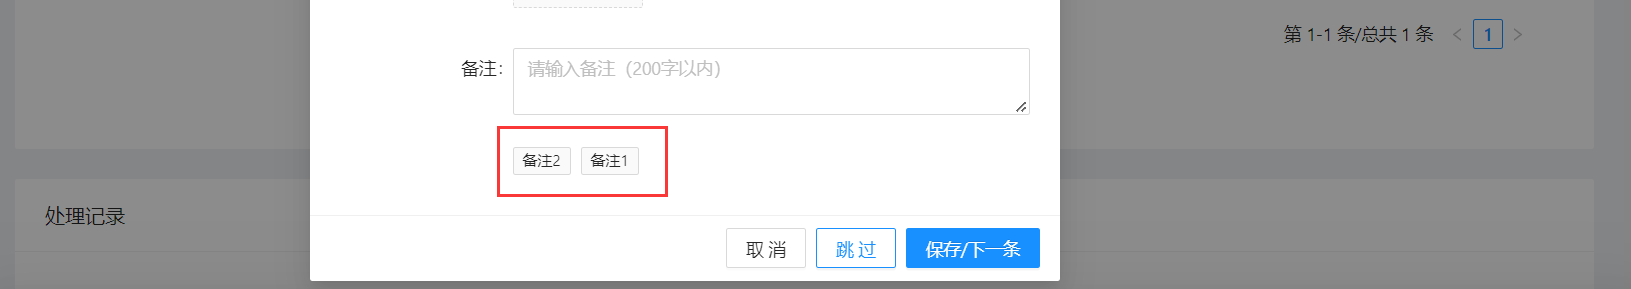 第 1-1 条/总共 1 条 < 1 >
备注：
请输入备注（200字以内）
备注2 备注1
处理记录
取 消 跳 过 保存/下一条